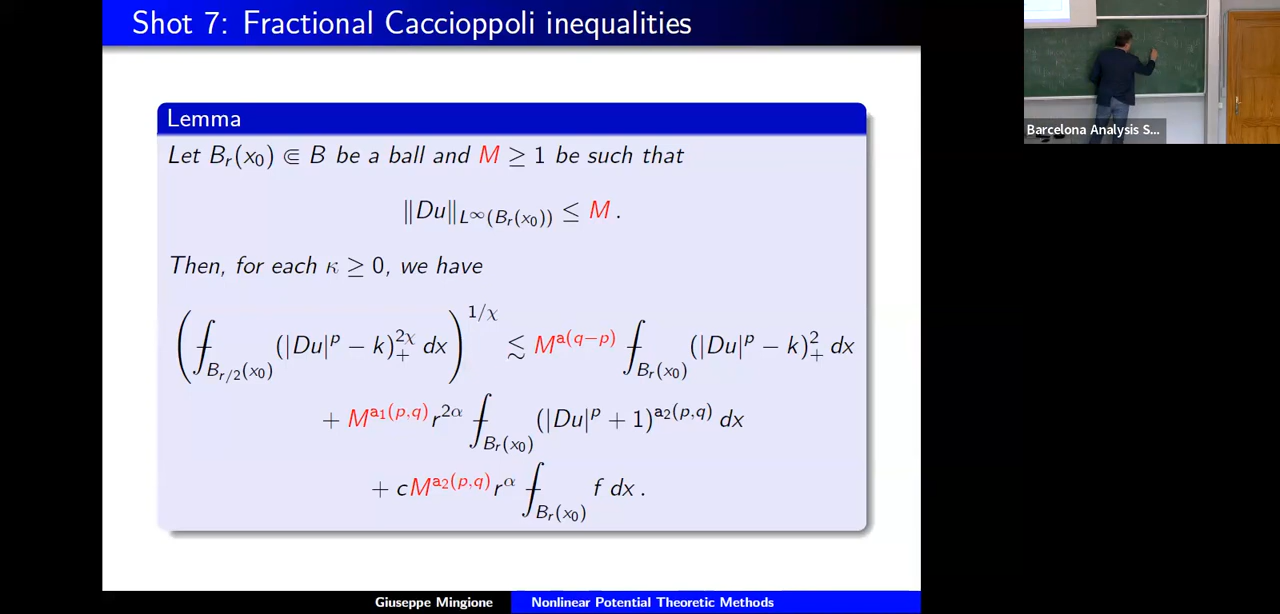 Shot 7: Fractional Caccioppoli inequalities
Lemma
Let B_r(x_0) ⋐ B be a ball and M ≥ 1 be such that
‖Du‖_{L^∞(B_r(x_0))} ≤ M .
Then, for each κ ≥ 0, we have
(⨍_{B_{r/2}(x_0)} (|Du|^p − k)_+^{2χ} dx)^{1/χ} ≲ M^{a(q−p)} ⨍_{B_r(x_0)} (|Du|^p − k)_+^2 dx
+ M^{a_1(p,q)} r^{2α} ⨍_{B_r(x_0)} (|Du|^p + 1)^{a_2(p,q)} dx
+ cM^{a_2(p,q)} r^α ⨍_{B_r(x_0)} f dx .
Giuseppe Mingione Nonlinear Potential Theoretic Methods
Barcelona Analysis S...